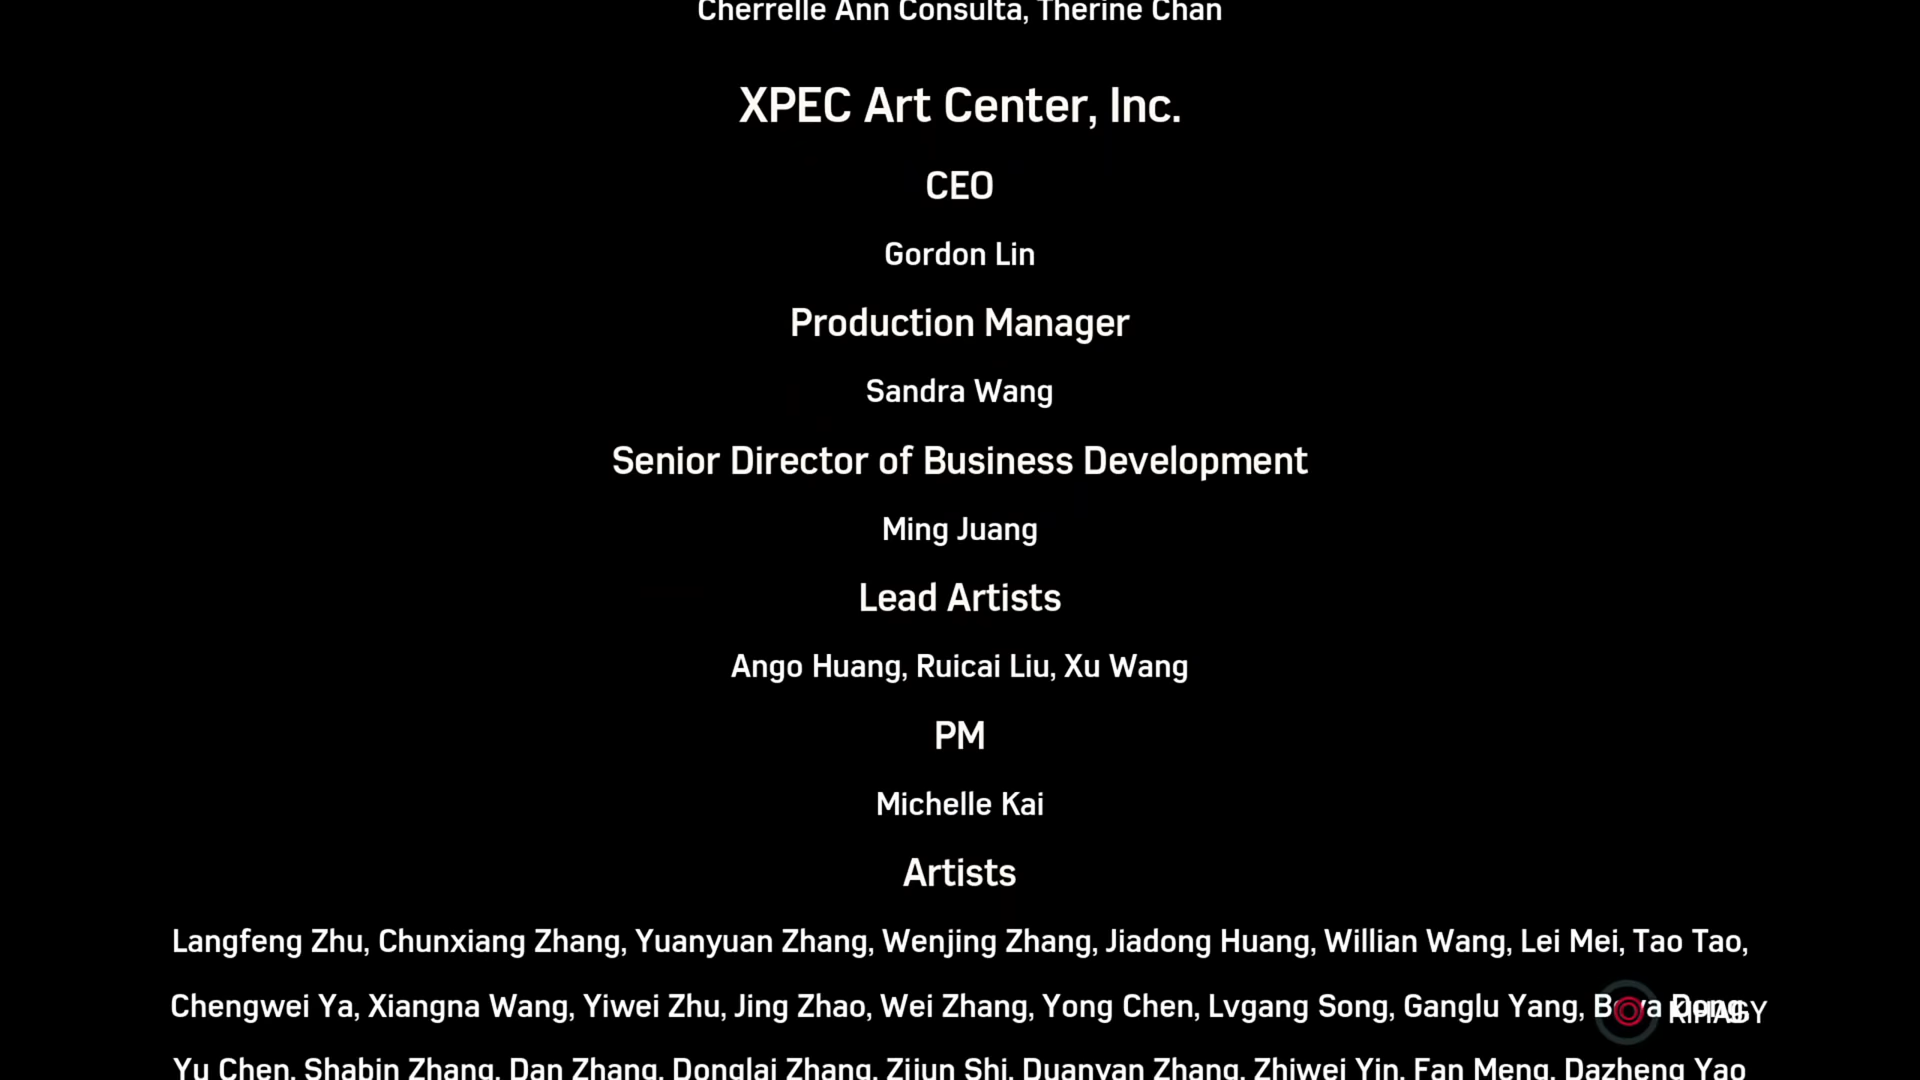 Cherrelle Ann Consulta, Therine Chan
XPEC Art Center, Inc.
CEO
Gordon Lin
Production Manager
Sandra Wang
Senior Director of Business Development
Ming Juang
Lead Artists
Ango Huang, Ruicai Liu, Xu Wang
PM
Michelle Kai
Artists
Langfeng Zhu, Chunxiang Zhang, Yuanyuan Zhang, Wenjing Zhang, Jiadong Huang, Willian Wang, Lei Mei, Tao Tao,
Chengwei Ya, Xiangna Wang, Yiwei Zhu, Jing Zhao, Wei Zhang, Yong Chen, Lvgang Song, Ganglu Yang, Dong,
KIHAGY
Yu Chen, Shabin Zhang, Dan Zhang, Donglai Zhang, Zijun Shi, Duanyan Zhang, Zhiwei Yin, Fan Meng, Dazheng Yao